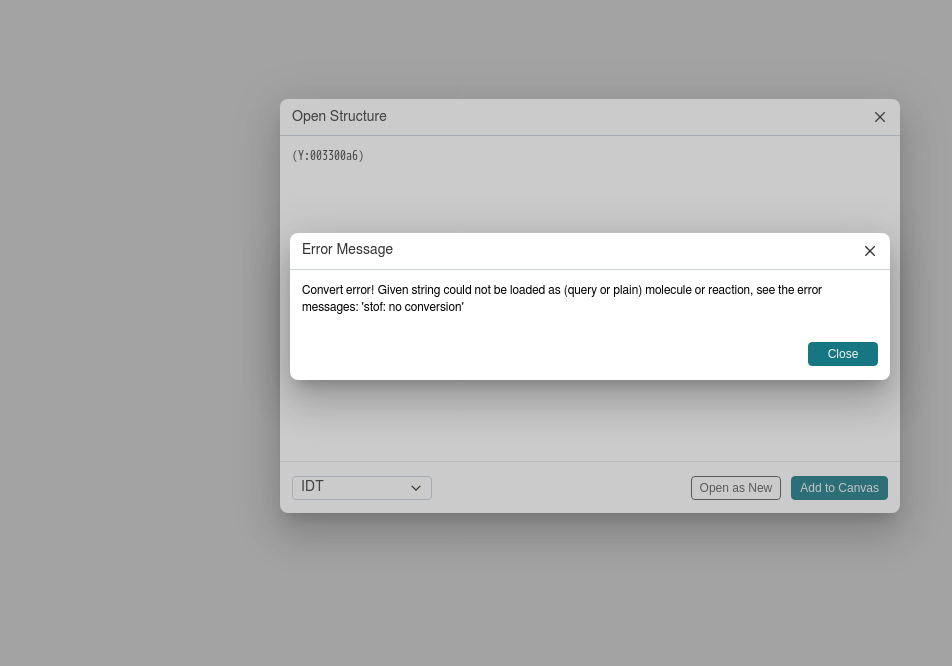 Open Structure
(Y:003300a6)
Error Message
Convert error! Given string could not be loaded as (query or plain) molecule or reaction, see the error
messages: 'stof: no conversion'
Close
IDT
Open as New
Add to Canvas